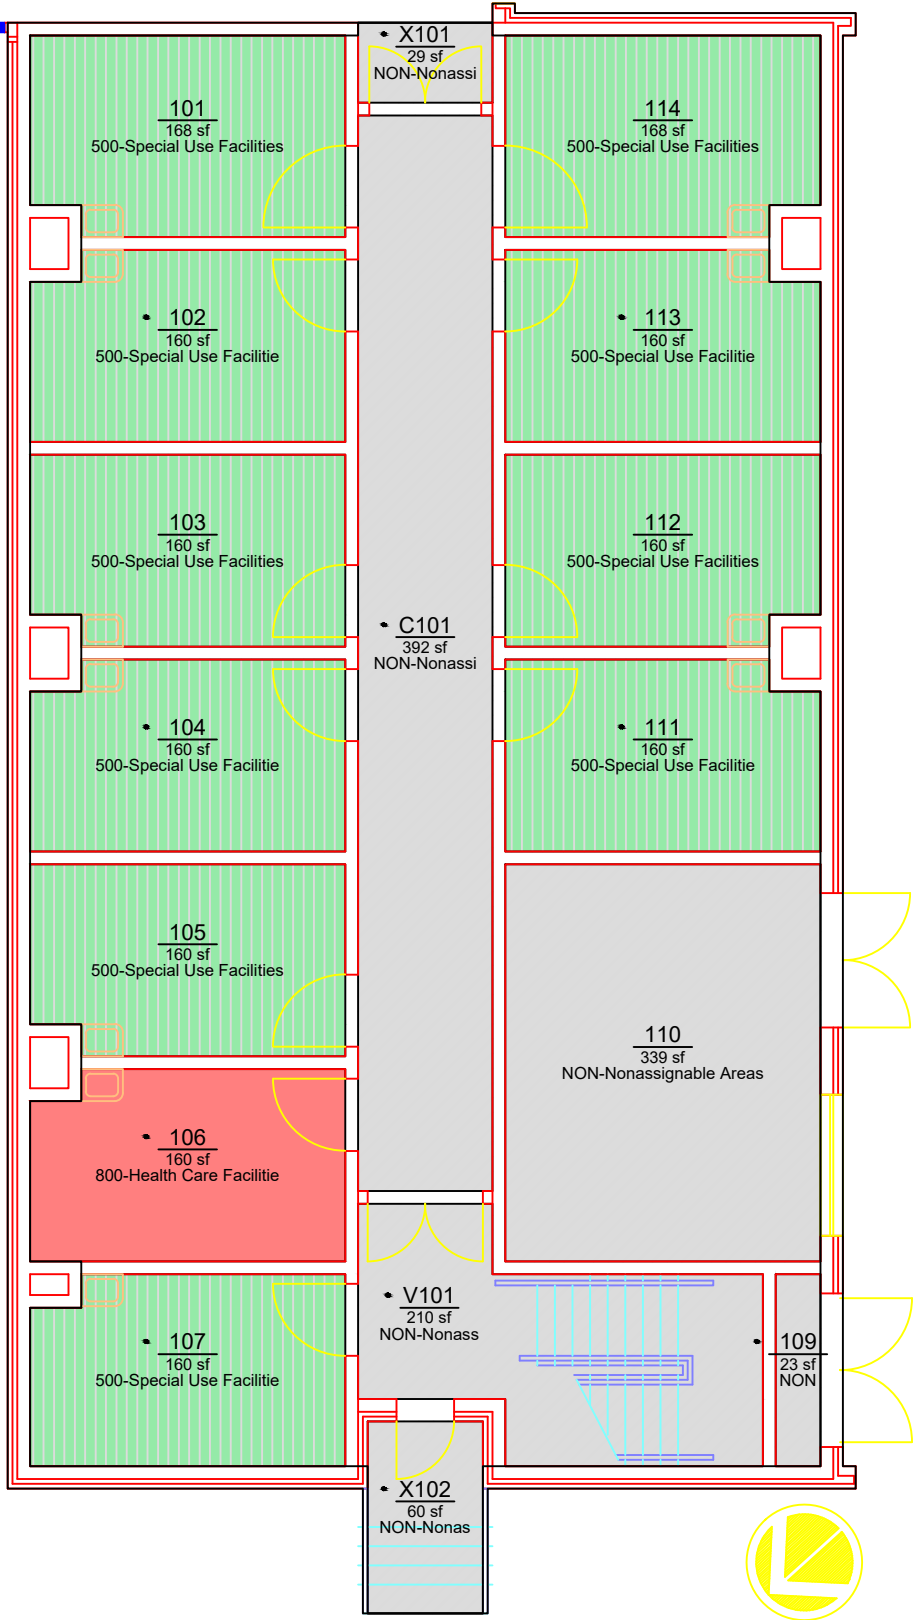 X101
29 sf
NON-Nonassi
101
168 sf
500-Special Use Facilities
114
168 sf
500-Special Use Facilities
102
160 sf
500-Special Use Facilitie
113
160 sf
500-Special Use Facilitie
103
160 sf
500-Special Use Facilities
112
160 sf
500-Special Use Facilities
C101
392 sf
NON-Nonassi
104
160 sf
500-Special Use Facilitie
111
160 sf
500-Special Use Facilitie
105
160 sf
500-Special Use Facilities
110
339 sf
NON-Nonassignable Areas
106
160 sf
800-Health Care Facilitie
V101
210 sf
NON-Nonass
107
160 sf
500-Special Use Facilitie
109
23 sf
NON
X102
60 sf
NON-Nonas